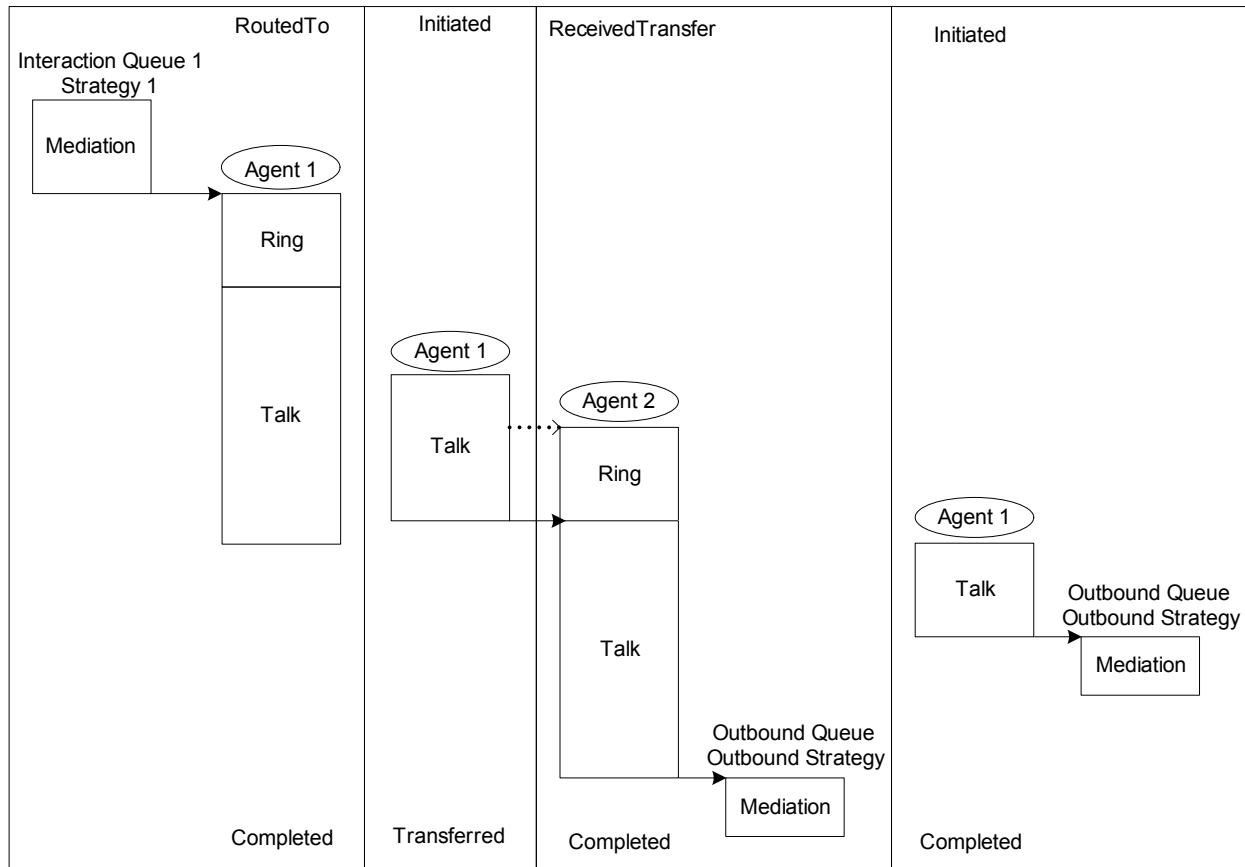 RoutedTo
Interaction Queue 1
Strategy 1
Mediation
Agent 1
Ring
Talk
Completed
Initiated
Agent 1
Talk
Transferred
ReceivedTransfer
Agent 2
Ring
Talk
Outbound Queue
Outbound Strategy
Mediation
Completed
Initiated
Agent 1
Talk
Outbound Queue
Outbound Strategy
Mediation
Completed